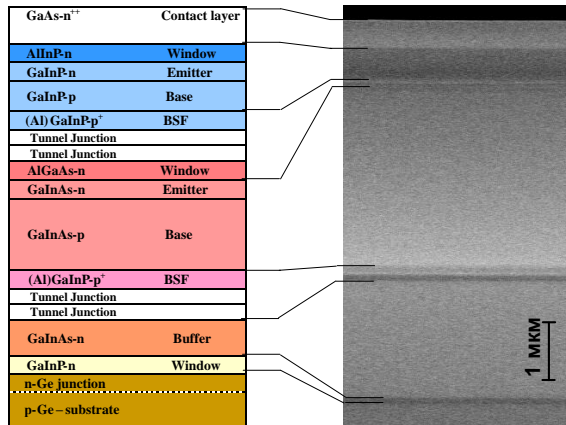 GaAs-n⁺⁺ Contact layer
AlInP-n Window
GaInP-n Emitter
GaInP-p Base
(Al)GaInP-p⁺ BSF
Tunnel Junction
Tunnel Junction
AlGaAs-n Window
GaInAs-n Emitter
GaInAs-p Base
(Al)GaInP-p⁺ BSF
Tunnel Junction
Tunnel Junction
GaInAs-n Buffer
GaInP-n Window
n-Ge junction
p-Ge – substrate
1 мкм